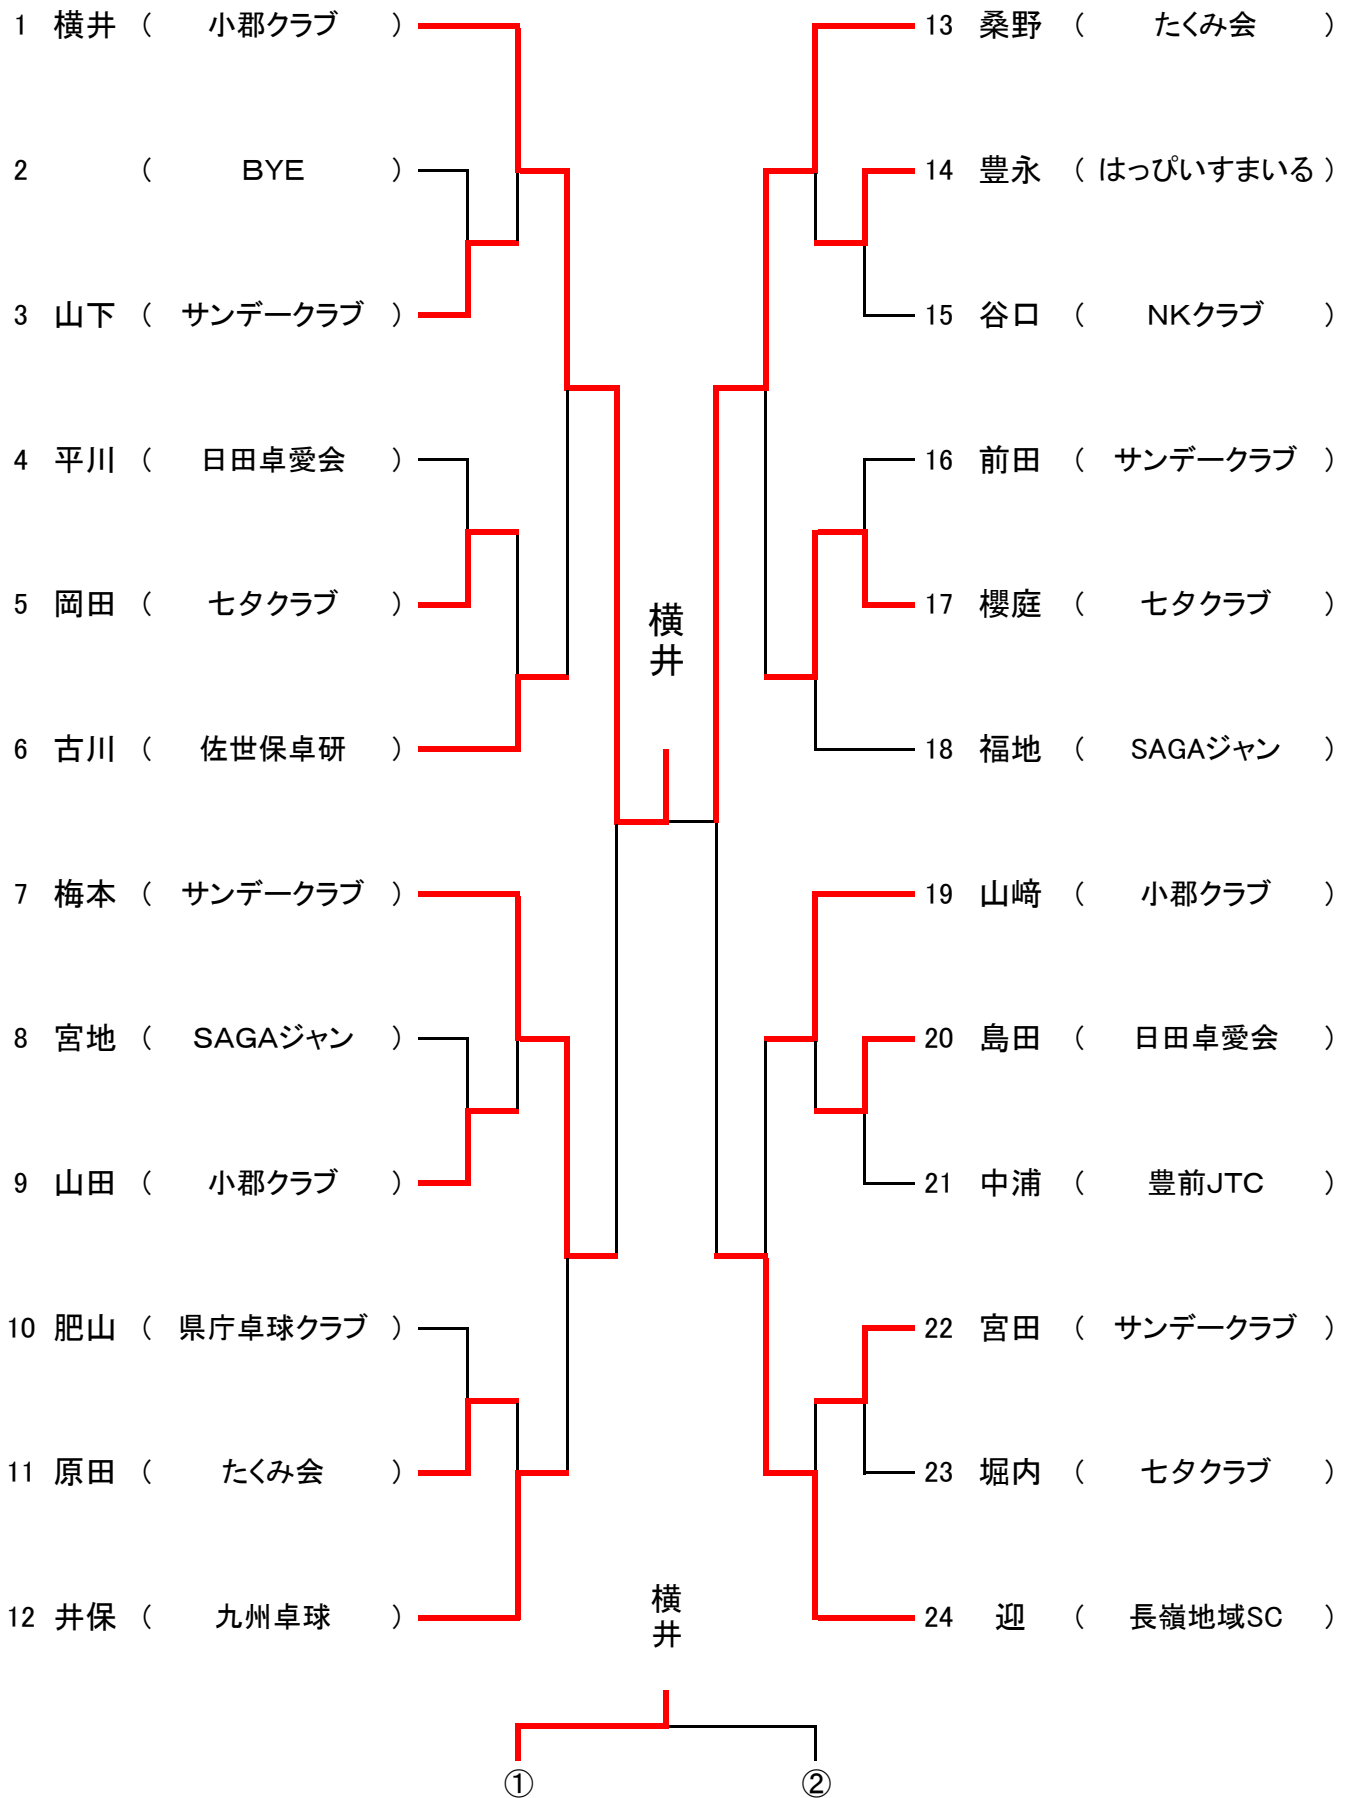 1 横井 ( 小郡クラブ )
2 ( BYE )
3 山下 ( サンデークラブ )
4 平川 ( 日田卓愛会 )
5 岡田 ( 七夕クラブ )
6 古川 ( 佐世保卓研 )
7 梅本 ( サンデークラブ )
8 宮地 ( SAGAジャン )
9 山田 ( 小郡クラブ )
10 肥山 ( 県庁卓球クラブ )
11 原田 ( たくみ会 )
12 井保 ( 九州卓球 )
横井
横井
①
②
13 桑野 ( たくみ会 )
14 豊永 ( はっぴいすまいる )
15 谷口 ( NKクラブ )
16 前田 ( サンデークラブ )
17 櫻庭 ( 七夕クラブ )
18 福地 ( SAGAジャン )
19 山﨑 ( 小郡クラブ )
20 島田 ( 日田卓愛会 )
21 中浦 ( 豊前JTC )
22 宮田 ( サンデークラブ )
23 堀内 ( 七夕クラブ )
24 迎 ( 長嶺地域SC )